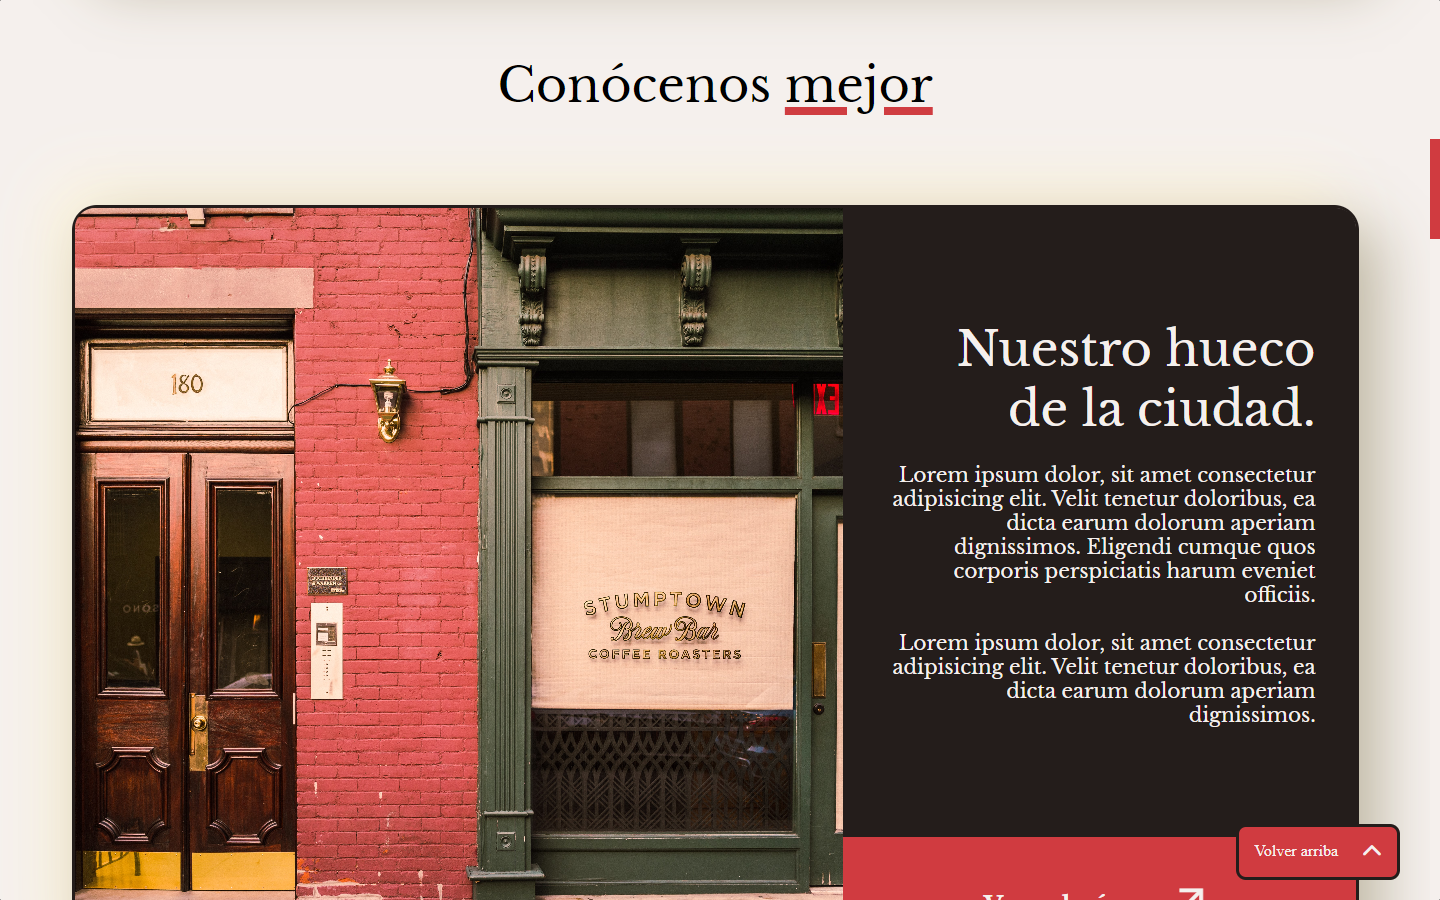 Conócenos mejor
180
STUMPTOWN
Brew Bar
COFFEE ROASTERS
Nuestro hueco
de la ciudad.
Lorem ipsum dolor, sit amet consectetur
adipisicing elit. Velit tenetur doloribus, ea
dicta earum dolorum aperiam
dignissimos. Eligendi cumque quos
corporis perspiciatis harum eveniet
officiis.
Lorem ipsum dolor, sit amet consectetur
adipisicing elit. Velit tenetur doloribus, ea
dicta earum dolorum aperiam
dignissimos.
Volver arriba